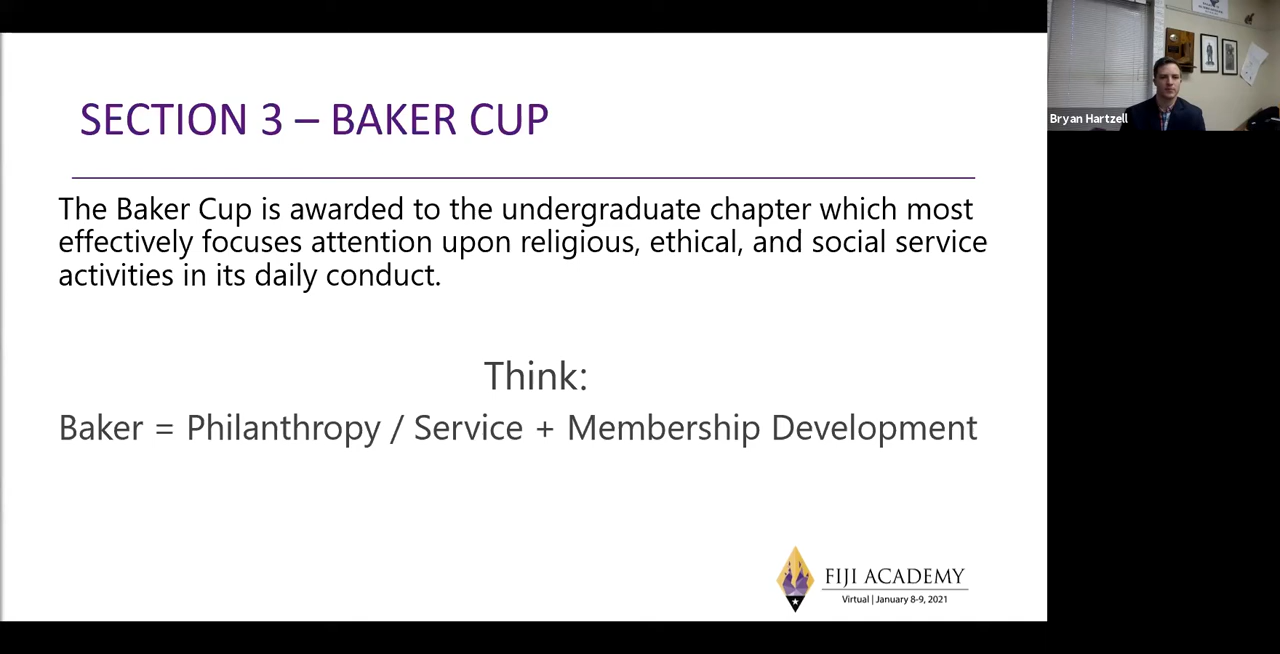 SECTION 3 – BAKER CUP
The Baker Cup is awarded to the undergraduate chapter which most
effectively focuses attention upon religious, ethical, and social service
activities in its daily conduct.
Think:
Baker = Philanthropy / Service + Membership Development
FIJI ACADEMY
Virtual | January 8-9, 2021
Bryan Hartzell